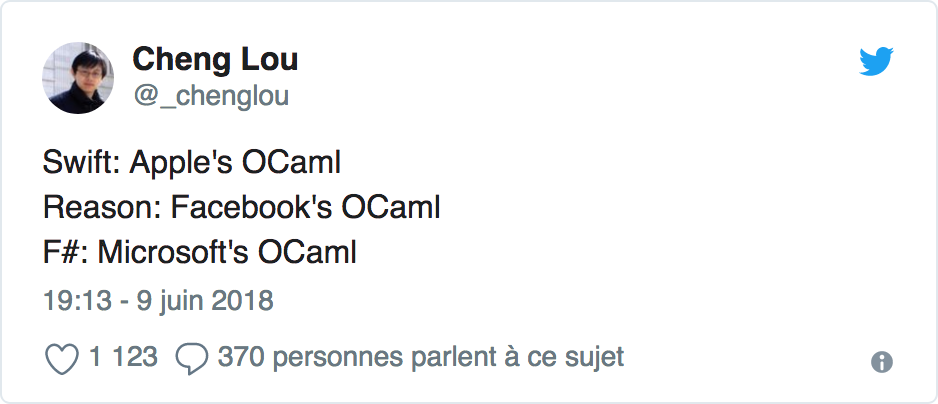 Cheng Lou
@_chenglou
Swift: Apple's OCaml
Reason: Facebook's OCaml
F#: Microsoft's OCaml
19:13 - 9 juin 2018
1 123 370 personnes parlent à ce sujet